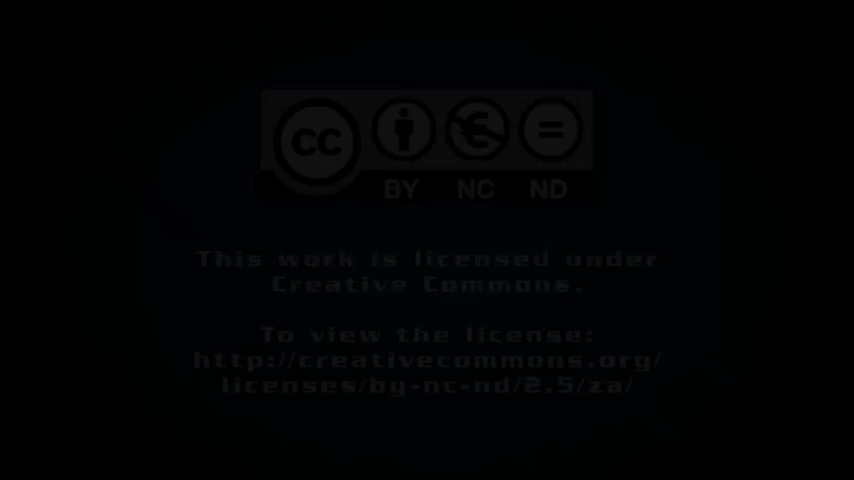 cc
BY NC ND
This work is licensed under
Creative Commons.
To view the license:
http://creativecommons.org/
licenses/by-nc-nd/2.5/za/